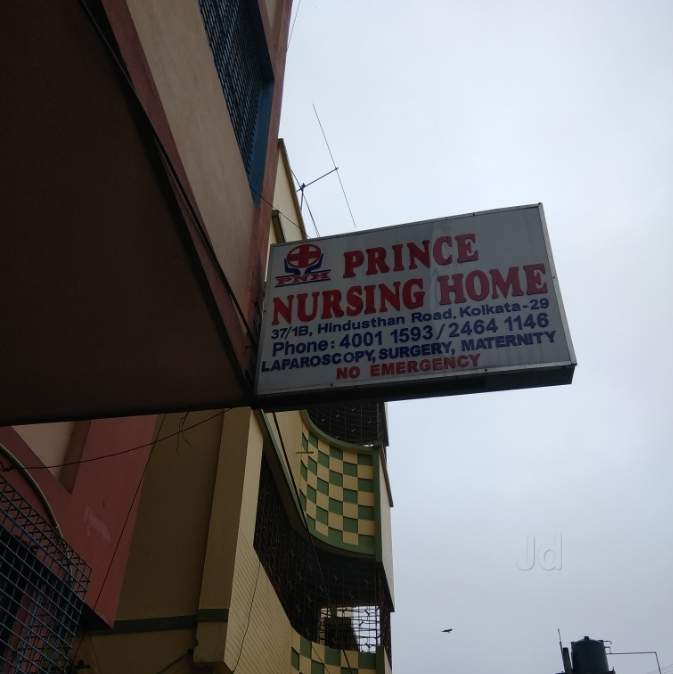 PNH
PRINCE
NURSING HOME
37/1B, Hindusthan Road, Kolkata-29
Phone: 4001 1593 / 2464 1146
LAPAROSCOPY, SURGERY, MATERNITY
NO EMERGENCY
Jd